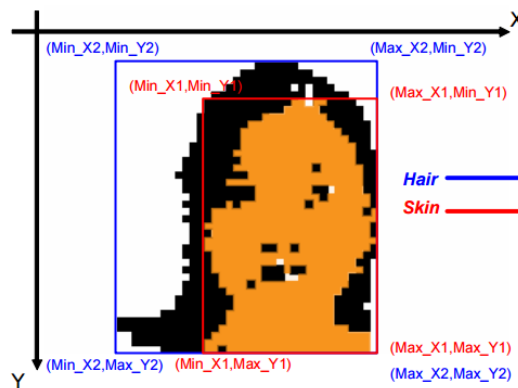 X
(Min_X2,Min_Y2)
(Max_X2,Min_Y2)
(Min_X1,Min_Y1)
(Max_X1,Min_Y1)
Hair
Skin
(Max_X1,Max_Y1)
(Min_X2,Max_Y2)
(Min_X1,Max_Y1)
(Max_X2,Max_Y2)
Y